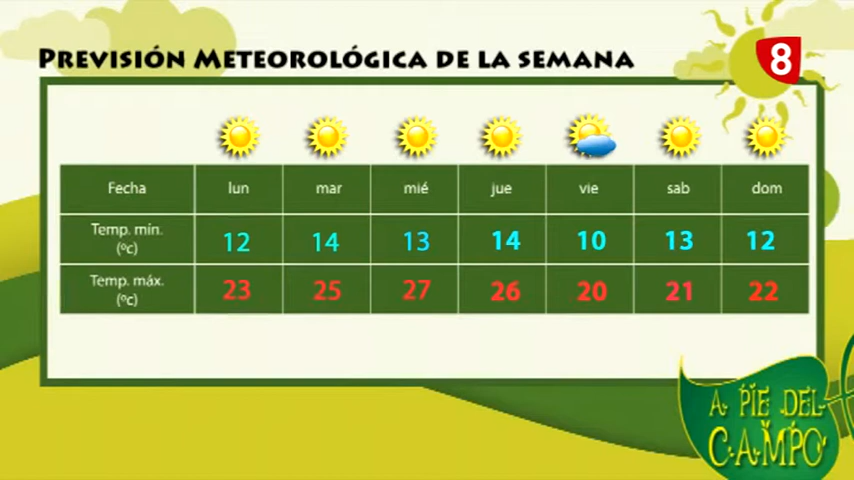 PREVISIÓN METEOROLÓGICA DE LA SEMANA
8
Fecha lun mar mié jue vie sab dom
Temp. mín. (ºc) 12 14 13 14 10 13 12
Temp. máx. (ºc) 23 25 27 26 20 21 22
A PIE DEL
CAMPO